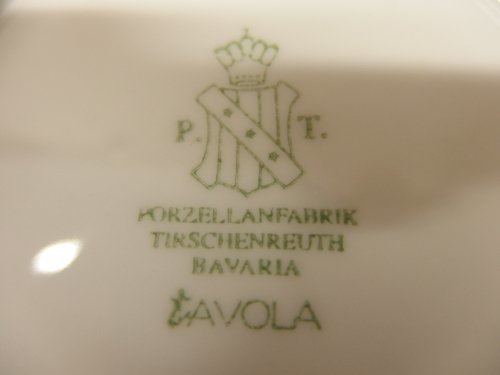 P. T.
PORZELLANFABRIK
TIRSCHENREUTH
BAVARIA
TAVOLA